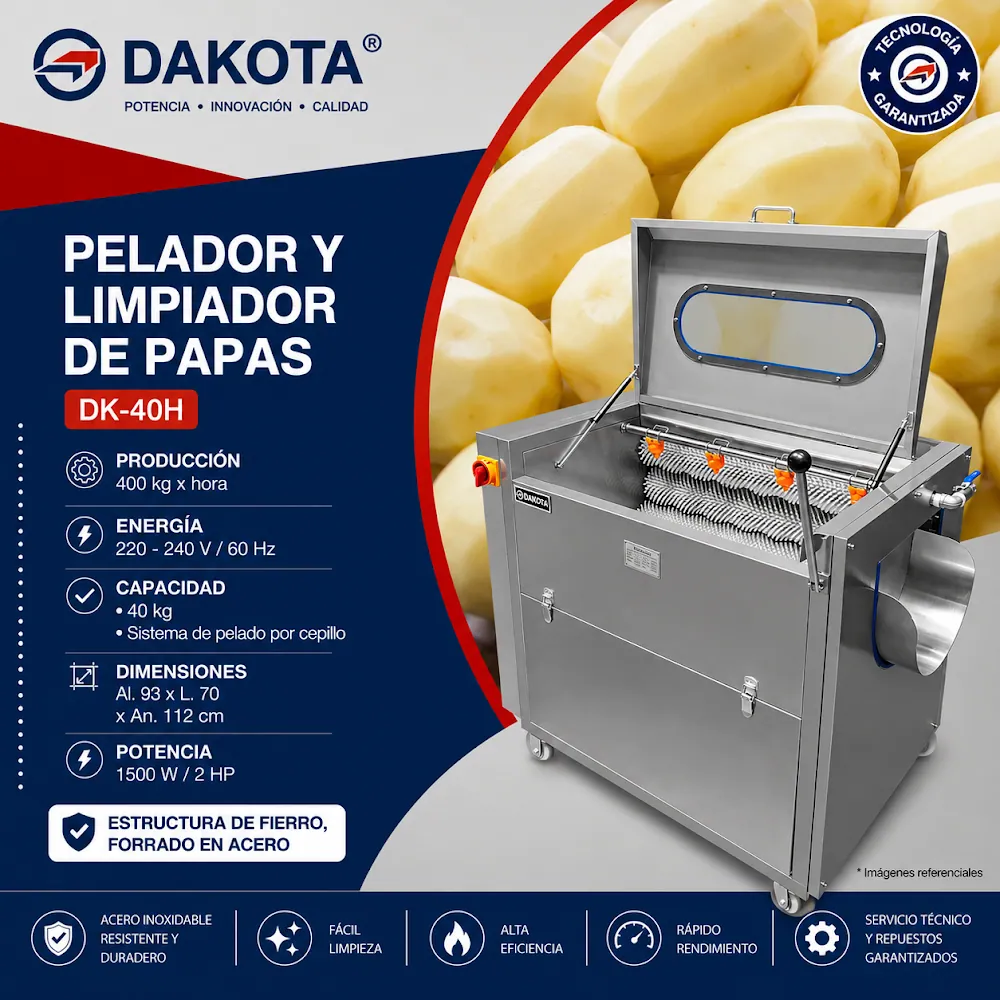 DAKOTA®
POTENCIA • INNOVACIÓN • CALIDAD
TECNOLOGÍA
GARANTIZADA
PELADOR Y
LIMPIADOR
DE PAPAS
DK-40H
PRODUCCIÓN
400 kg x hora
ENERGÍA
220 - 240 V / 60 Hz
CAPACIDAD
• 40 kg
• Sistema de pelado por cepillo
DIMENSIONES
Al. 93 x L. 70
x An. 112 cm
POTENCIA
1500 W / 2 HP
ESTRUCTURA DE FIERRO,
FORRADO EN ACERO
DAKOTA
* Imágenes referenciales
ACERO INOXIDABLE
RESISTENTE Y
DURADERO
FÁCIL
LIMPIEZA
ALTA
EFICIENCIA
RÁPIDO
RENDIMIENTO
SERVICIO TÉCNICO
Y REPUESTOS
GARANTIZADOS